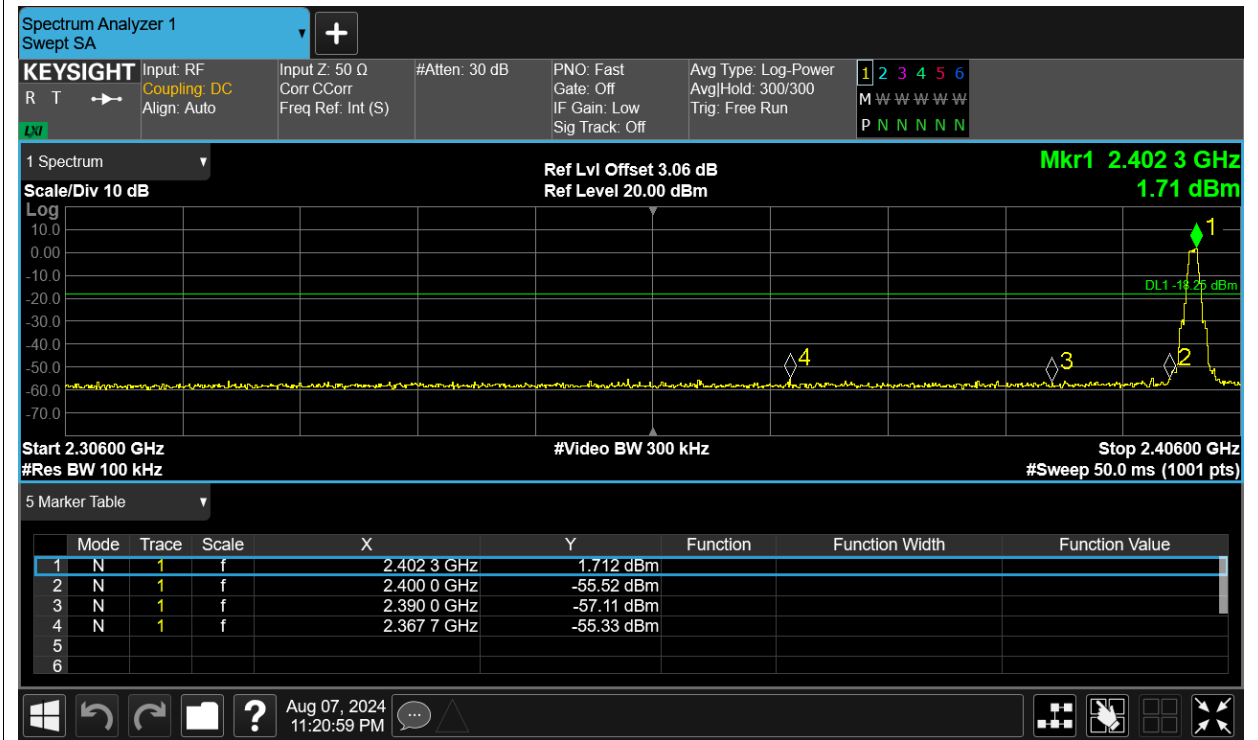 Spectrum Analyzer 1
Swept SA
+
KEYSIGHT Input: RF Input Z: 50 Ω #Atten: 30 dB PNO: Fast Avg Type: Log-Power 1 2 3 4 5 6
R T Coupling: DC Corr CCorr Gate: Off Avg|Hold: 300/300 M W W W W W
Align: Auto Freq Ref: Int (S) IF Gain: Low Trig: Free Run
LXI Sig Track: Off P N N N N N
1 Spectrum
Ref Lvl Offset 3.06 dB Mkr1 2.402 3 GHz
Scale/Div 10 dB Ref Level 20.00 dBm 1.71 dBm
Log
10.0 1
0.00
-10.0
DL1 -18.25 dBm
-20.0
-30.0
-40.0
4 3 2
-50.0
-60.0
-70.0
Start 2.30600 GHz #Video BW 300 kHz Stop 2.40600 GHz
#Res BW 100 kHz #Sweep 50.0 ms (1001 pts)
5 Marker Table
Mode Trace Scale X Y Function Function Width Function Value
1 N 1 f 2.402 3 GHz 1.712 dBm
2 N 1 f 2.400 0 GHz -55.52 dBm
3 N 1 f 2.390 0 GHz -57.11 dBm
4 N 1 f 2.367 7 GHz -55.33 dBm
5
6
? Aug 07, 2024
11:20:59 PM